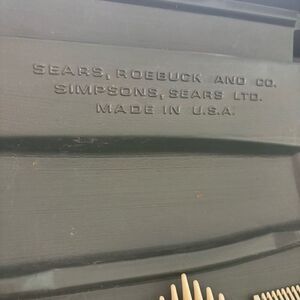 SEARS, ROEBUCK AND CO.
SIMPSONS, SEARS LTD.
MADE IN U.S.A.